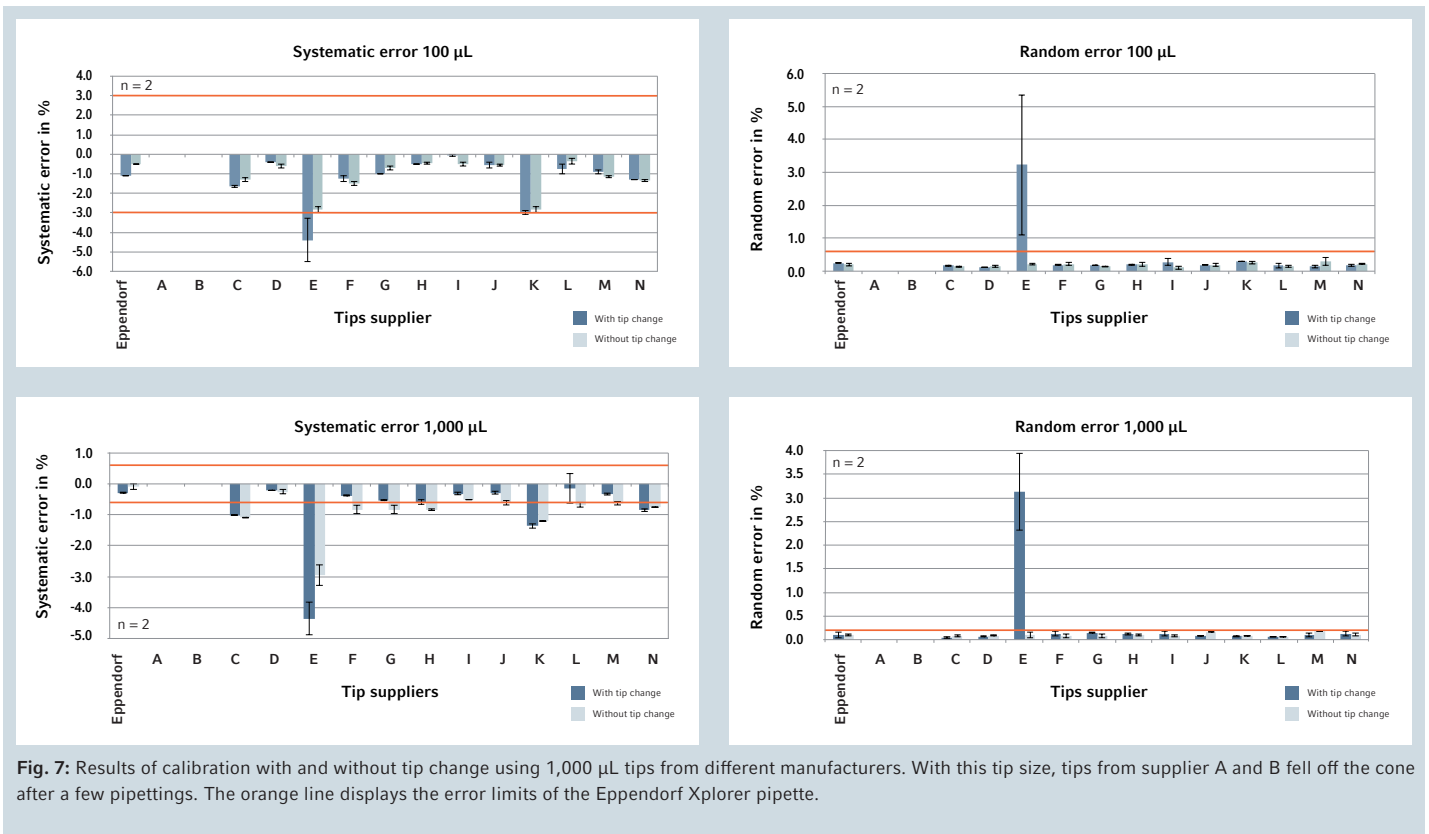 Systematic error 100 µL
Systematic error in %
4.0
3.0
2.0
1.0
0.0
-1.0
-2.0
-3.0
-4.0
-5.0
-6.0
n = 2
Eppendorf A B C D E F G H I J K L M N
Tips supplier
With tip change
Without tip change
Random error 100 µL
Random error in %
6.0
5.0
4.0
3.0
2.0
1.0
0.0
n = 2
Eppendorf A B C D E F G H I J K L M N
Tips supplier
With tip change
Without tip change
Systematic error 1,000 µL
Systematic error in %
1.0
0.0
-1.0
-2.0
-3.0
-4.0
-5.0
n = 2
Eppendorf A B C D E F G H I J K L M N
Tip suppliers
With tip change
Without tip change
Random error 1,000 µL
Random error in %
4.0
3.5
3.0
2.5
2.0
1.5
1.0
0.5
0.0
n = 2
Eppendorf A B C D E F G H I J K L M N
Tips supplier
With tip change
Without tip change
Fig. 7: Results of calibration with and without tip change using 1,000 µL tips from different manufacturers. With this tip size, tips from supplier A and B fell off the cone
after a few pipettings. The orange line displays the error limits of the Eppendorf Xplorer pipette.